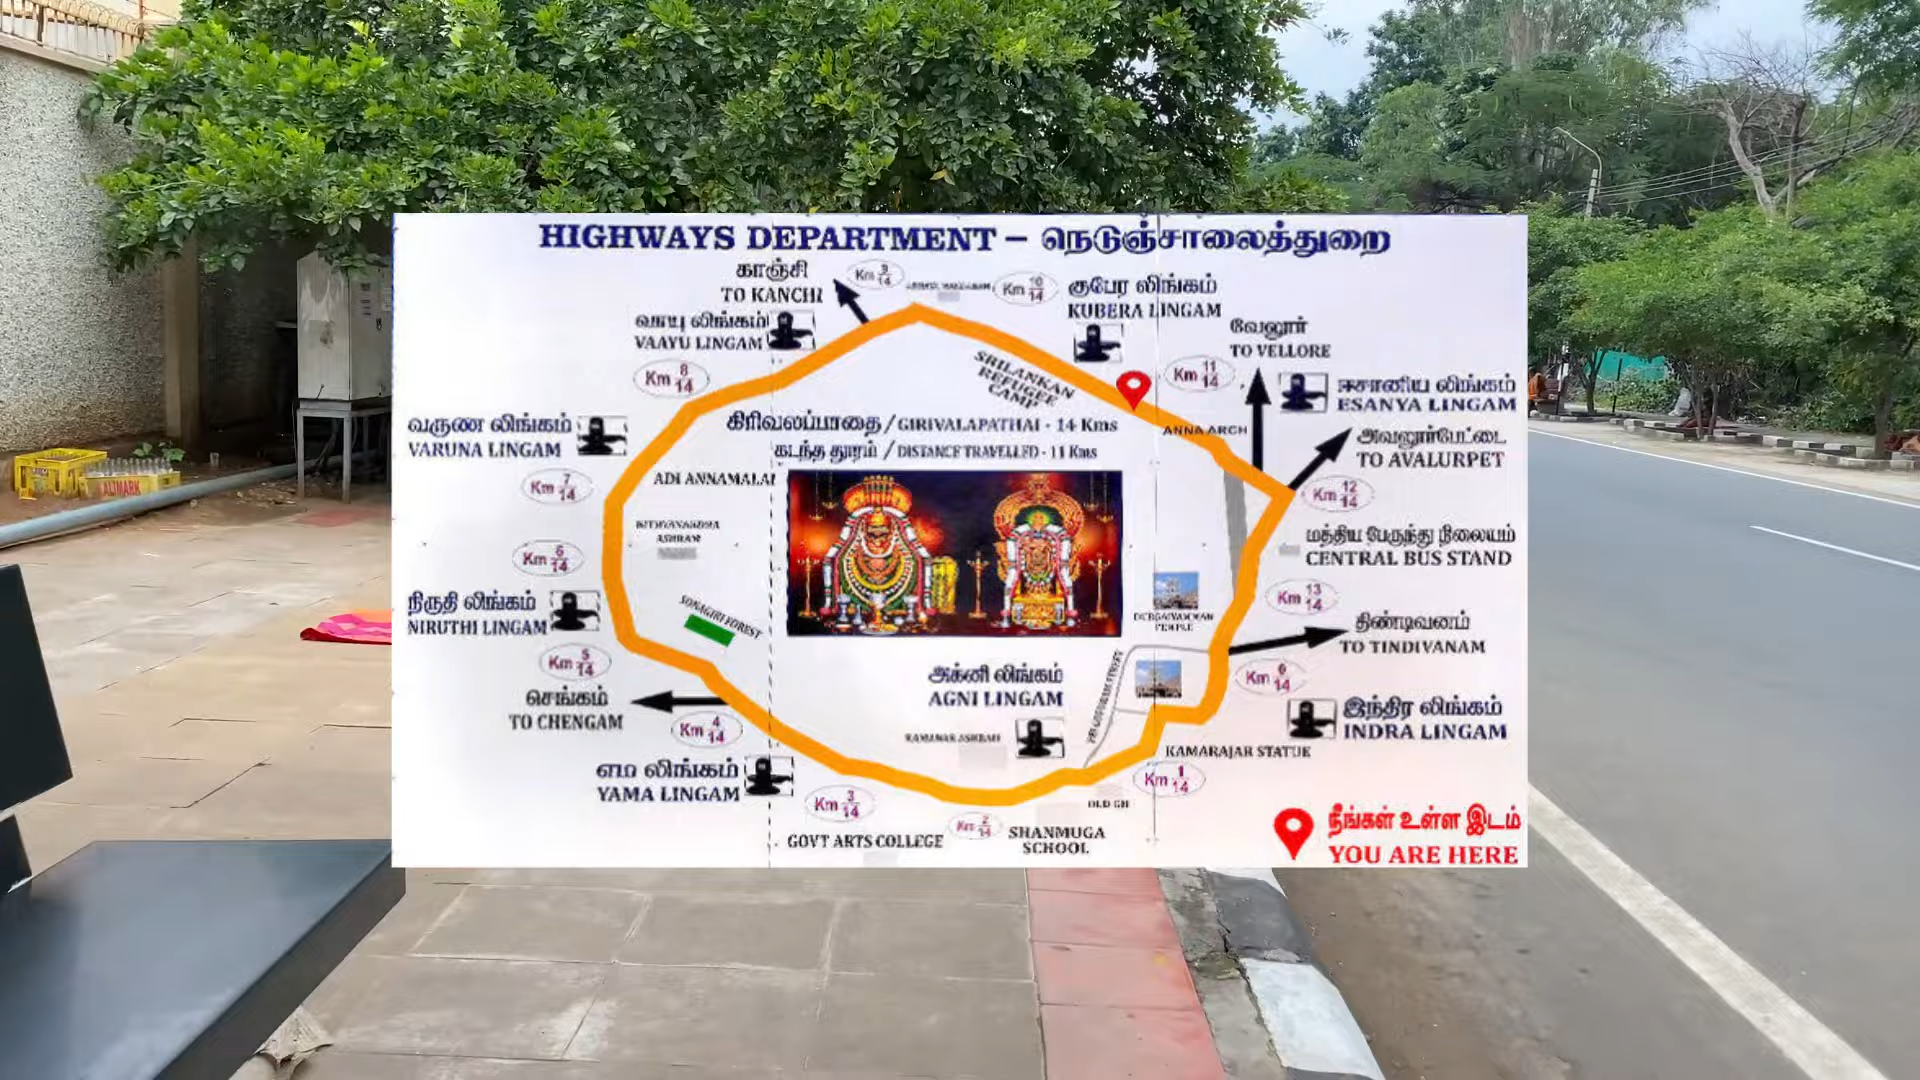 HIGHWAYS DEPARTMENT – நெடுஞ்சாலைத்துறை
காஞ்சி
TO KANCHI
Km 9/14
Km 10/14
குபேர லிங்கம்
KUBERA LINGAM
வாயு லிங்கம்
VAAYU LINGAM
வேலூர்
TO VELLORE
Km 8/14
SRILANKAN
REFUGEE
CAMP
Km 11/14
ஈசானிய லிங்கம்
ESANYA LINGAM
வருண லிங்கம்
VARUNA LINGAM
கிரிவலப்பாதை / GIRIVALAPATHAI - 14 Kms
கடந்த தூரம் / DISTANCE TRAVELLED - 11 Kms
ANNA ARCH
அவலூர்பேட்டை
TO AVALURPET
Km 7/14
ADI ANNAMALAI
Km 12/14
ASHRAM
மத்திய பேருந்து நிலையம்
CENTRAL BUS STAND
Km 6/14
நிருதி லிங்கம்
NIRUTHI LINGAM
SONAGIRI FOREST
TEMPLE
Km 13/14
திண்டிவனம்
TO TINDIVANAM
Km 5/14
செங்கம்
TO CHENGAM
அக்னி லிங்கம்
AGNI LINGAM
Km 0/14
Km 4/14
இந்திர லிங்கம்
INDRA LINGAM
KAMARAJAR STATUE
எம லிங்கம்
YAMA LINGAM
Km 1/14
Km 3/14
OLD GH
Km 2/14
GOVT ARTS COLLEGE
SHANMUGA
SCHOOL
நீங்கள் உள்ள இடம்
YOU ARE HERE
ALLMARK